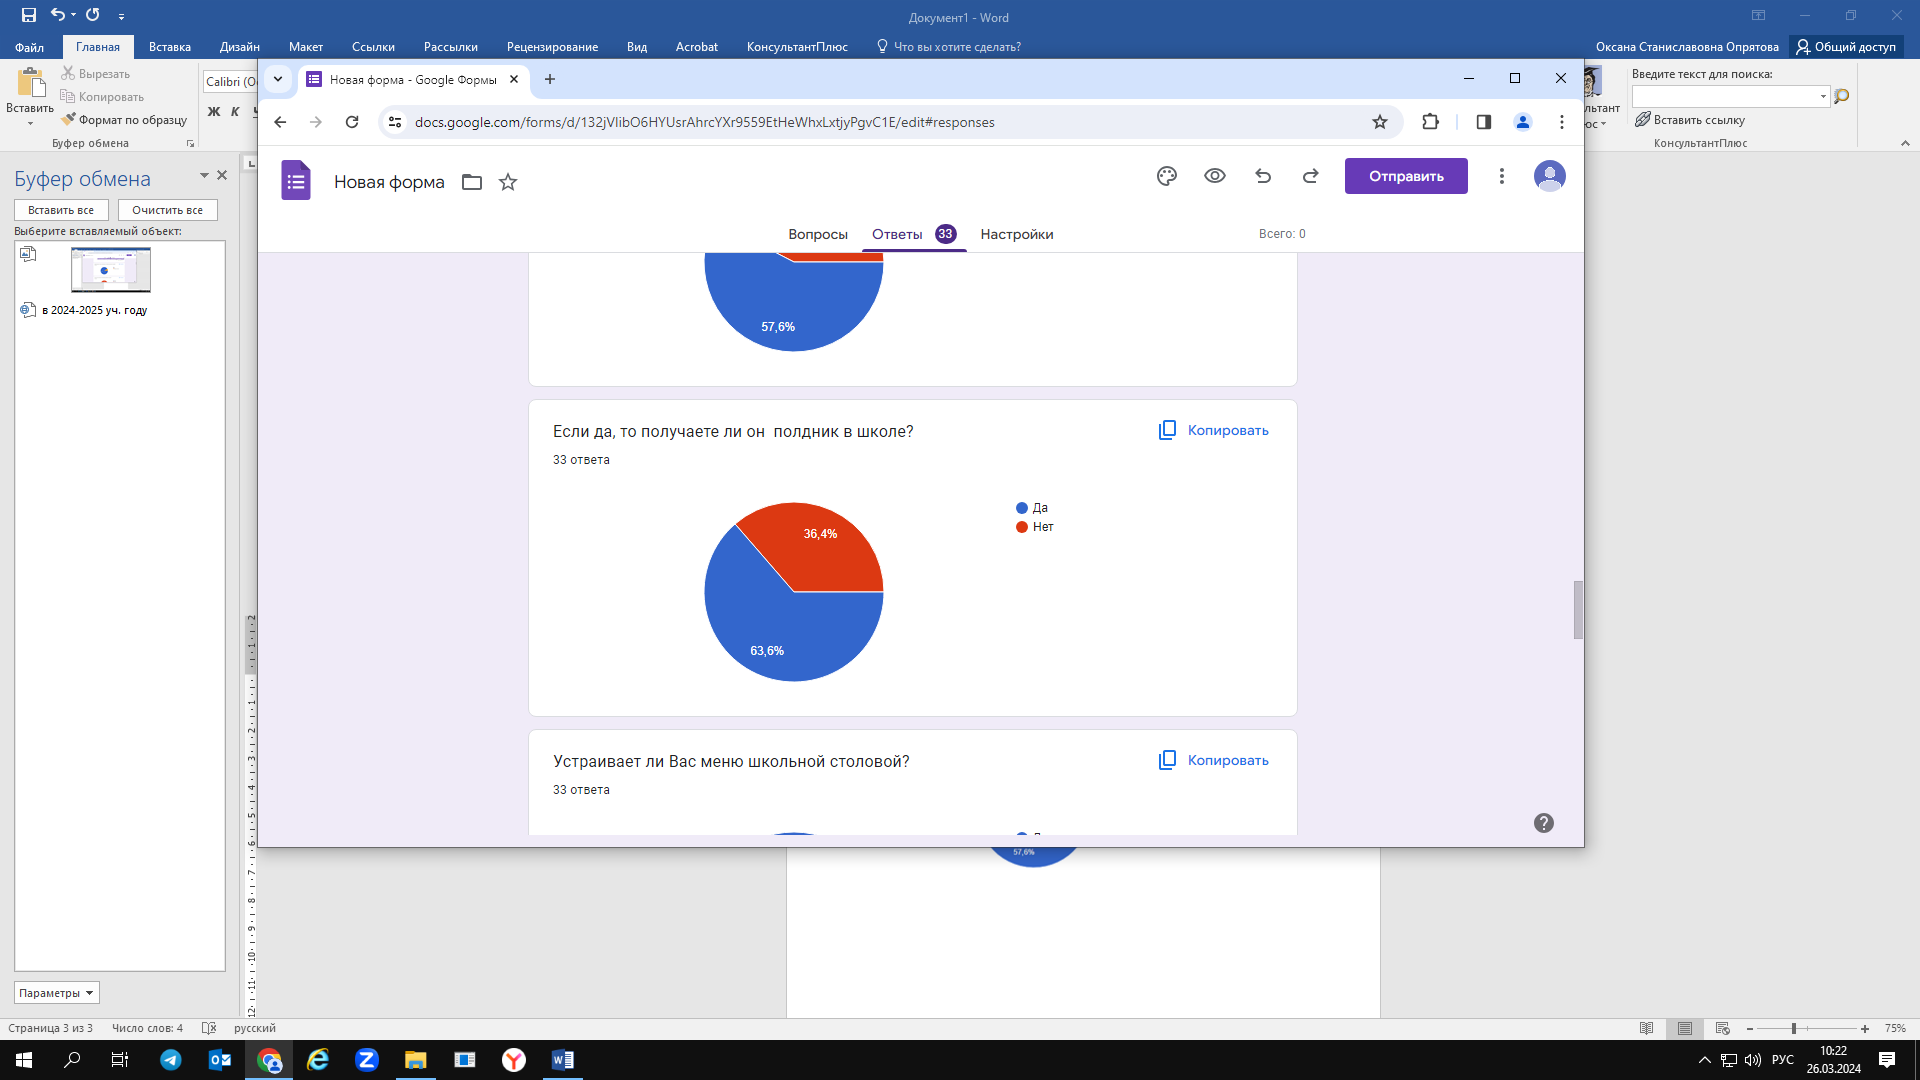 Документ1 - Word
Файл Главная Вставка Дизайн Макет Ссылки Рассылки Рецензирование Вид Acrobat КонсультантПлюс Что вы хотите сделать? Оксана Станиславовна Опрятова Общий доступ
Вставить
Вырезать
Копировать
Формат по образцу
Буфер обмена
Calibri (О
Ж К Ч
Введите текст для поиска:
Вставить ссылку
КонсультантПлюс
Новая форма - Google Формы
docs.google.com/forms/d/132jVlibO6HYUsrAhrcYXr9559EtHeWhxLxtjyPgvC1E/edit#responses
Новая форма
Отправить
Вопросы Ответы 33 Настройки Всего: 0
57,6%
Если да, то получаете ли он  полдник в школе?
Копировать
33 ответа
Да
Нет
36,4%
63,6%
Устраивает ли Вас меню школьной столовой?
Копировать
33 ответа
57,6%
Буфер обмена
Вставить все Очистить все
Выберите вставляемый объект:
в 2024-2025 уч. году
Параметры
Страница 3 из 3 Число слов: 4 русский 75%
РУС
10:22
26.03.2024